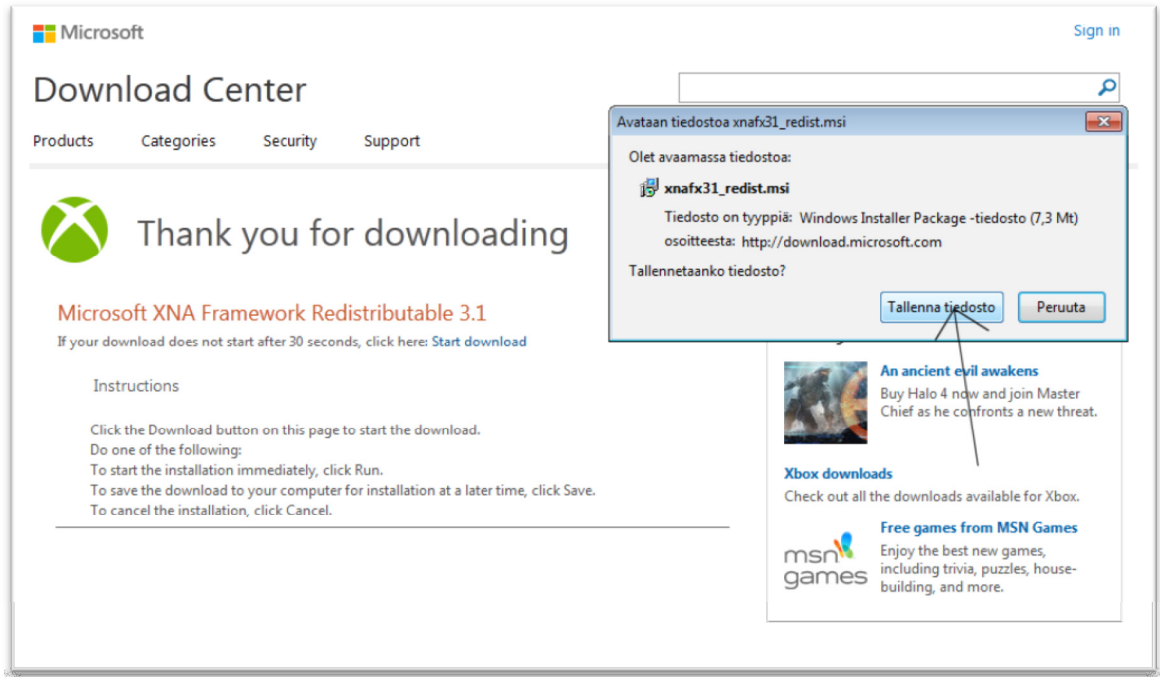 Microsoft
Sign in
Download Center
Products Categories Security Support
Avataan tiedostoa xnafx31_redist.msi
Olet avaamassa tiedostoa:
xnafx31_redist.msi
Tiedosto on tyyppiä: Windows Installer Package -tiedosto (7,3 Mt)
osoitteesta: http://download.microsoft.com
Tallennetaanko tiedosto?
Tallenna tiedosto Peruuta
Thank you for downloading
Microsoft XNA Framework Redistributable 3.1
If your download does not start after 30 seconds, click here: Start download
Instructions
Click the Download button on this page to start the download.
Do one of the following:
To start the installation immediately, click Run.
To save the download to your computer for installation at a later time, click Save.
To cancel the installation, click Cancel.
An ancient evil awakens
Buy Halo 4 now and join Master
Chief as he confronts a new threat.
Xbox downloads
Check out all the downloads available for Xbox.
msn games
Free games from MSN Games
Enjoy the best new games,
including trivia, puzzles, house-
building, and more.